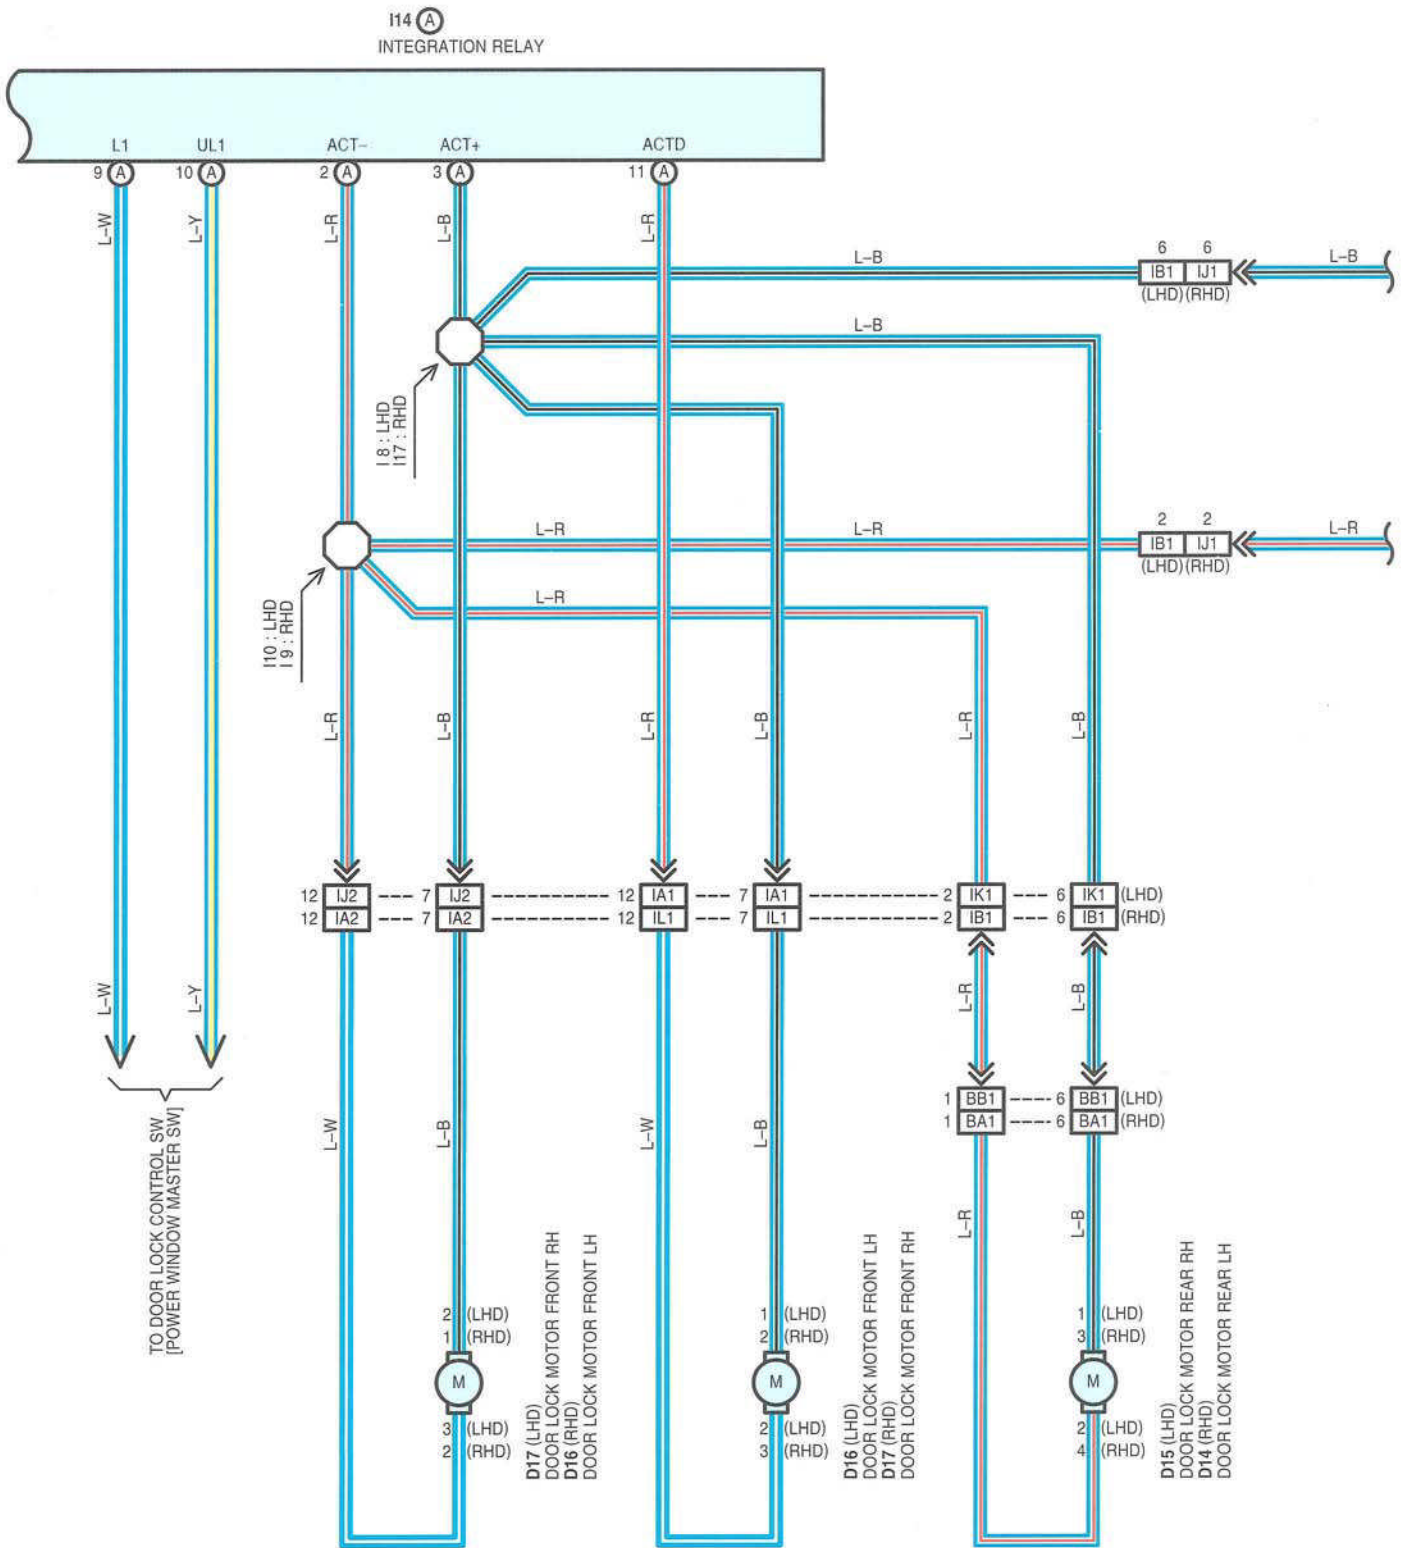 I14 A
INTEGRATION RELAY
L1 UL1 ACT– ACT+ ACTD
9 A 10 A 2 A 3 A 11 A
L–W L–Y L–R L–B L–R
L–B
6 6
IB1 IJ1
(LHD) (RHD)
L–B
L–B
I 8 : LHD
I17 : RHD
L–R L–R
2 2
IB1 IJ1
(LHD) (RHD)
L–R
L–R
I10 : LHD
I 9 : RHD
L–R L–B L–R L–B L–R L–B
12 IJ2 7 IJ2 12 IA1 7 IA1 2 IK1 6 IK1 (LHD)
12 IA2 7 IA2 12 IL1 7 IL1 2 IB1 6 IB1 (RHD)
L–W L–Y L–R L–B
TO DOOR LOCK CONTROL SW
[POWER WINDOW MASTER SW]
1 BB1 6 BB1 (LHD)
1 BA1 6 BA1 (RHD)
L–W L–B L–W L–B
L–R L–B
2 (LHD) 1 (LHD) 1 (LHD)
1 (RHD) 2 (RHD) 3 (RHD)
M M M
3 (LHD) 2 (LHD) 2 (LHD)
2 (RHD) 3 (RHD) 4 (RHD)
D17 (LHD)
DOOR LOCK MOTOR FRONT RH
D16 (RHD)
DOOR LOCK MOTOR FRONT LH
D16 (LHD)
DOOR LOCK MOTOR FRONT LH
D17 (RHD)
DOOR LOCK MOTOR FRONT RH
D15 (LHD)
DOOR LOCK MOTOR REAR RH
D14 (RHD)
DOOR LOCK MOTOR REAR LH